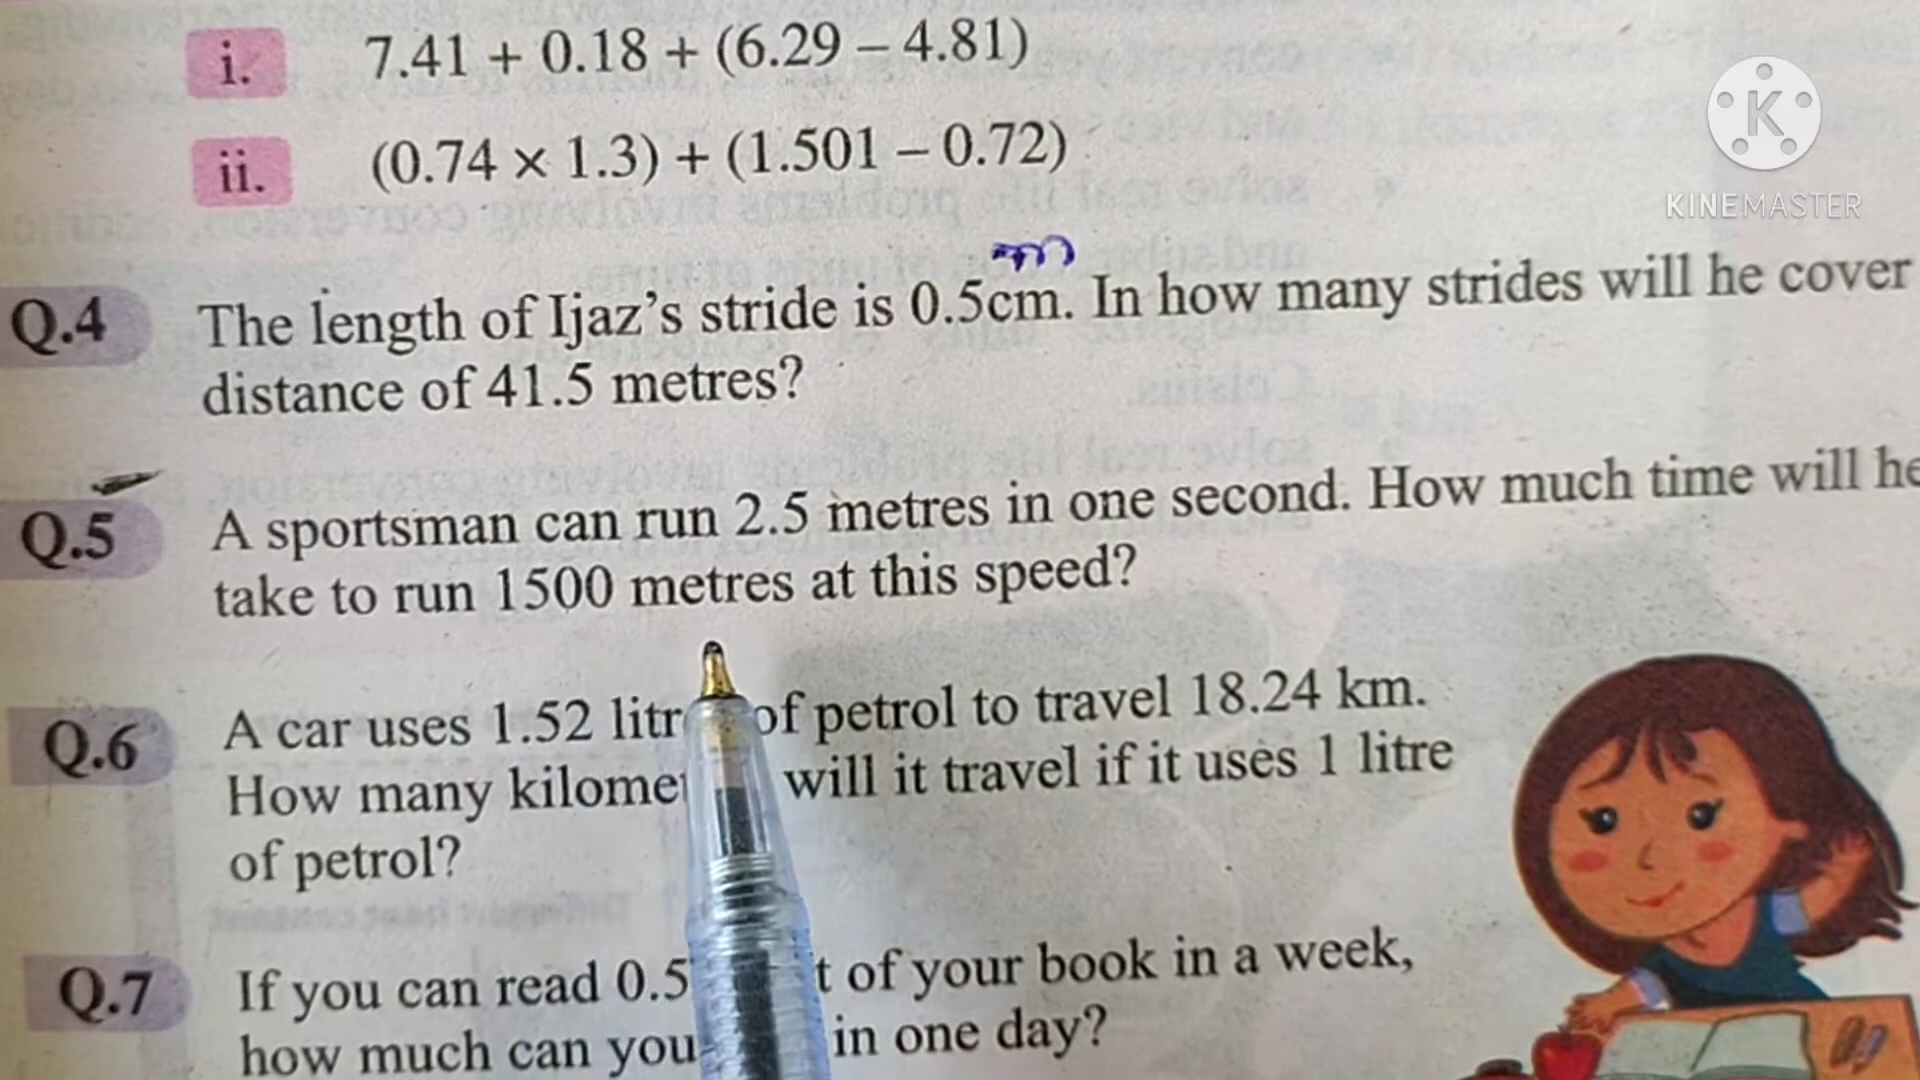 i. 7.41 + 0.18 + (6.29 – 4.81)
ii. (0.74 × 1.3) + (1.501 – 0.72)
KINEMASTER
m
Q.4 The length of Ijaz's stride is 0.5cm. In how many strides will he cover
distance of 41.5 metres?
Q.5 A sportsman can run 2.5 metres in one second. How much time will he
take to run 1500 metres at this speed?
Q.6 A car uses 1.52 litr of petrol to travel 18.24 km.
How many kilomet will it travel if it uses 1 litre
of petrol?
Q.7 If you can read 0.5 t of your book in a week,
how much can you in one day?